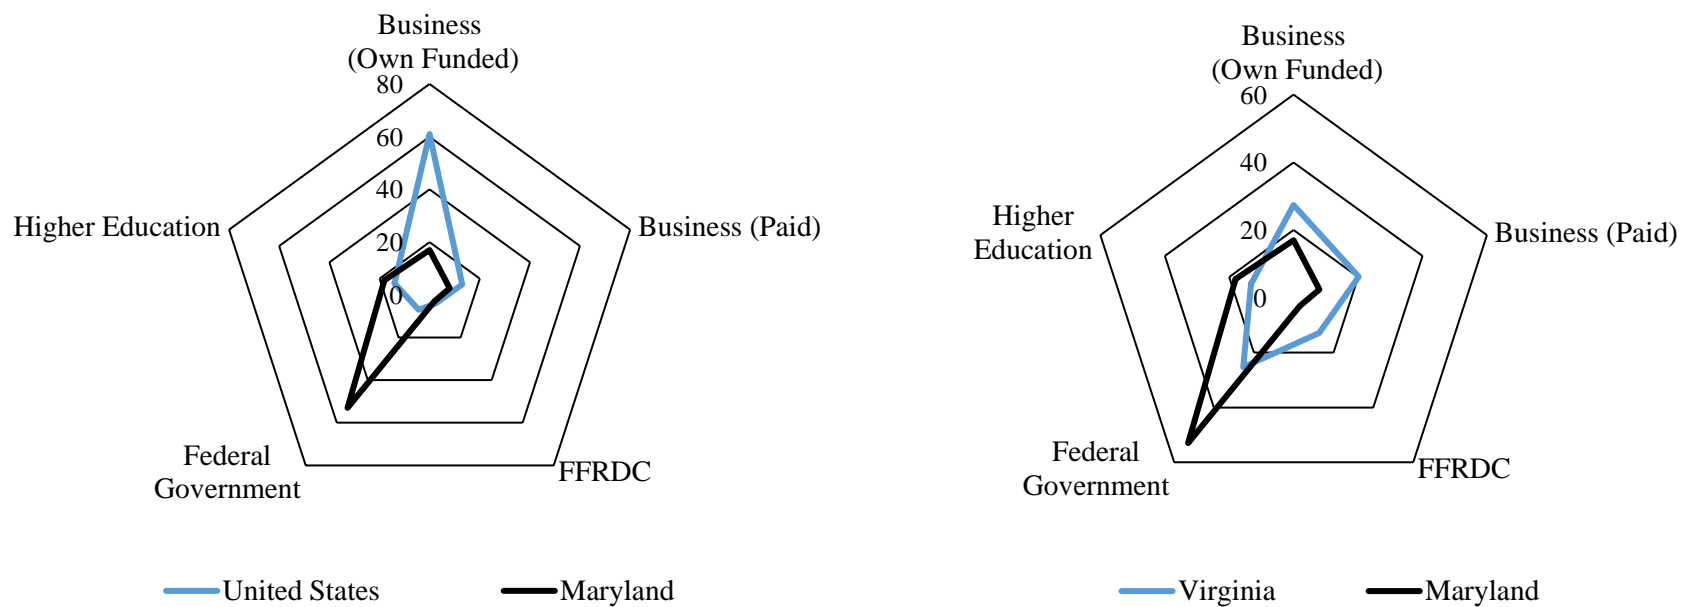 Business
(Own Funded)
80
60
40
20
0
Higher Education
Business (Paid)
Federal
Government
FFRDC
United States
Maryland
Business
(Own Funded)
60
40
20
0
Higher
Education
Business (Paid)
Federal
Government
FFRDC
Virginia
Maryland